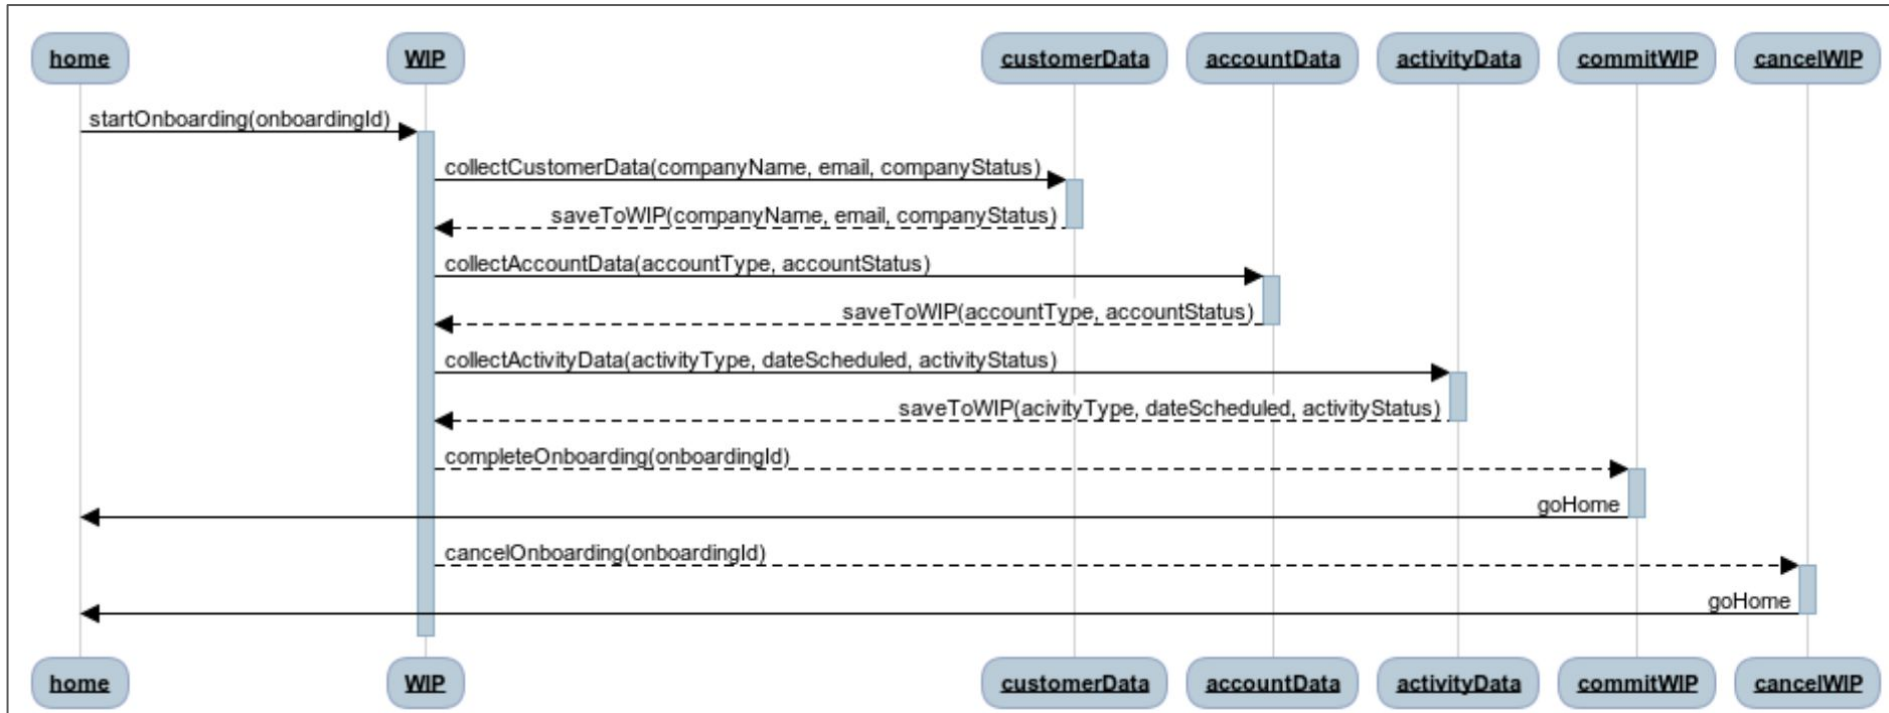 home WIP customerData accountData activityData commitWIP cancelWIP
startOnboarding(onboardingId)
collectCustomerData(companyName, email, companyStatus)
saveToWIP(companyName, email, companyStatus)
collectAccountData(accountType, accountStatus)
saveToWIP(accountType, accountStatus)
collectActivityData(activityType, dateScheduled, activityStatus)
saveToWIP(acivityType, dateScheduled, activityStatus)
completeOnboarding(onboardingId)
goHome
cancelOnboarding(onboardingId)
goHome
home WIP customerData accountData activityData commitWIP cancelWIP